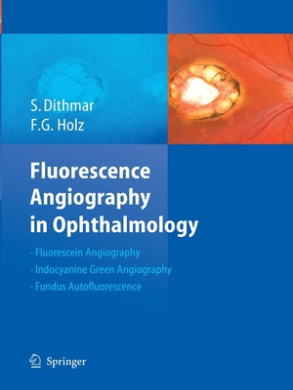 S. Dithmar
F.G. Holz
Fluorescence
Angiography
in Ophthalmology
· Fluorescein Angiography
· Indocyanine Green Angiography
· Fundus Autofluorescence
Springer